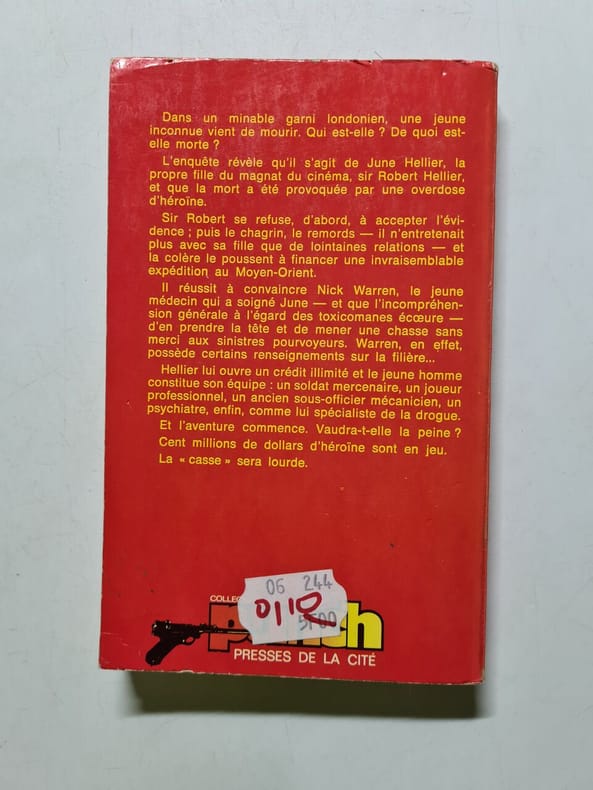 Dans un minable garni londonien, une jeune
inconnue vient de mourir. Qui est-elle ? De quoi est-
elle morte ?
L'enquête révèle qu'il s'agit de June Hellier, la
propre fille du magnat du cinéma, sir Robert Hellier,
et que la mort a été provoquée par une overdose
d'héroïne.
Sir Robert se refuse, d'abord, à accepter l'évi-
dence ; puis le chagrin, le remords — il n'entretenait
plus avec sa fille que de lointaines relations — et
la colère le poussent à financer une invraisemblable
expédition au Moyen-Orient.
Il réussit à convaincre Nick Warren, le jeune
médecin qui a soigné June — et que l'incompréhen-
sion générale à l'égard des toxicomanes écœure —
d'en prendre la tête et de mener une chasse sans
merci aux sinistres pourvoyeurs. Warren, en effet,
possède certains renseignements sur la filière...
Hellier lui ouvre un crédit illimité et le jeune homme
constitue son équipe : un soldat mercenaire, un joueur
professionnel, un ancien sous-officier mécanicien, un
psychiatre, enfin, comme lui spécialiste de la drogue.
Et l'aventure commence. Vaudra-t-elle la peine ?
Cent millions de dollars d'héroïne sont en jeu.
La « casse » sera lourde.
06 244
5F00
PRESSES DE LA CITÉ